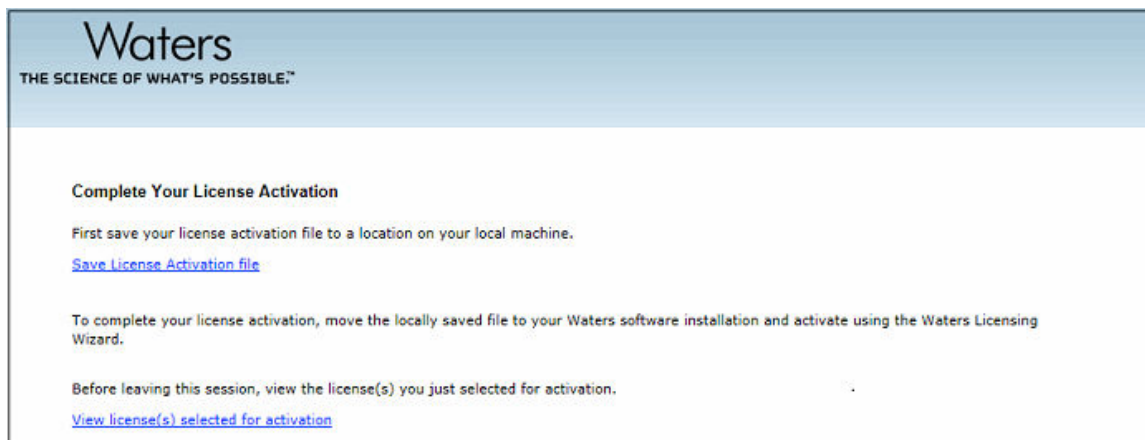 Waters
THE SCIENCE OF WHAT'S POSSIBLE.™
Complete Your License Activation
First save your license activation file to a location on your local machine.
Save License Activation file
To complete your license activation, move the locally saved file to your Waters software installation and activate using the Waters Licensing
Wizard.
Before leaving this session, view the license(s) you just selected for activation.
View license(s) selected for activation